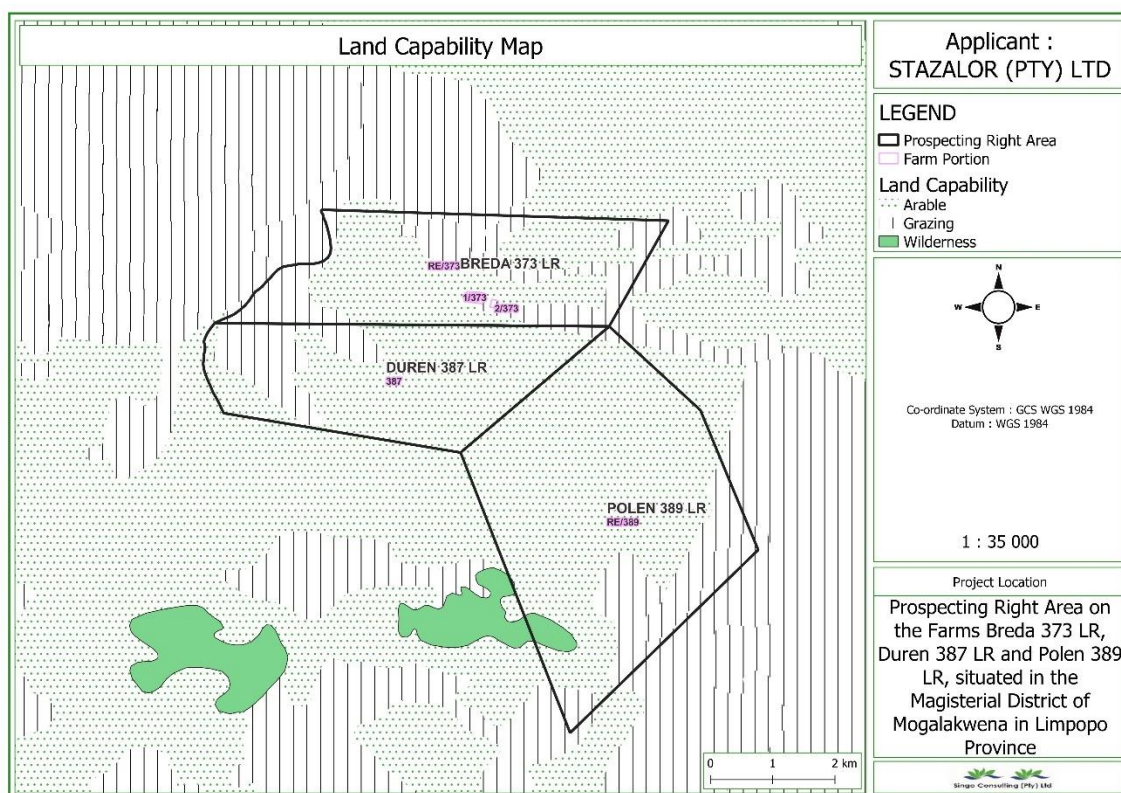 Land Capability Map
RE/373
BREDA 373 LR
1/373
2/373
DUREN 387 LR
387
POLEN 389 LR
RE/389
0 1 2 km
Applicant :
STAZALOR (PTY) LTD
LEGEND
Prospecting Right Area
Farm Portion
Land Capability
Arable
Grazing
Wilderness
N
W E
S
Co-ordinate System : GCS WGS 1984
Datum : WGS 1984
1 : 35 000
Project Location
Prospecting Right Area on
the Farms Breda 373 LR,
Duren 387 LR and Polen 389
LR, situated in the
Magisterial District of
Mogalakwena in Limpopo
Province
Singo Consulting (Pty) Ltd